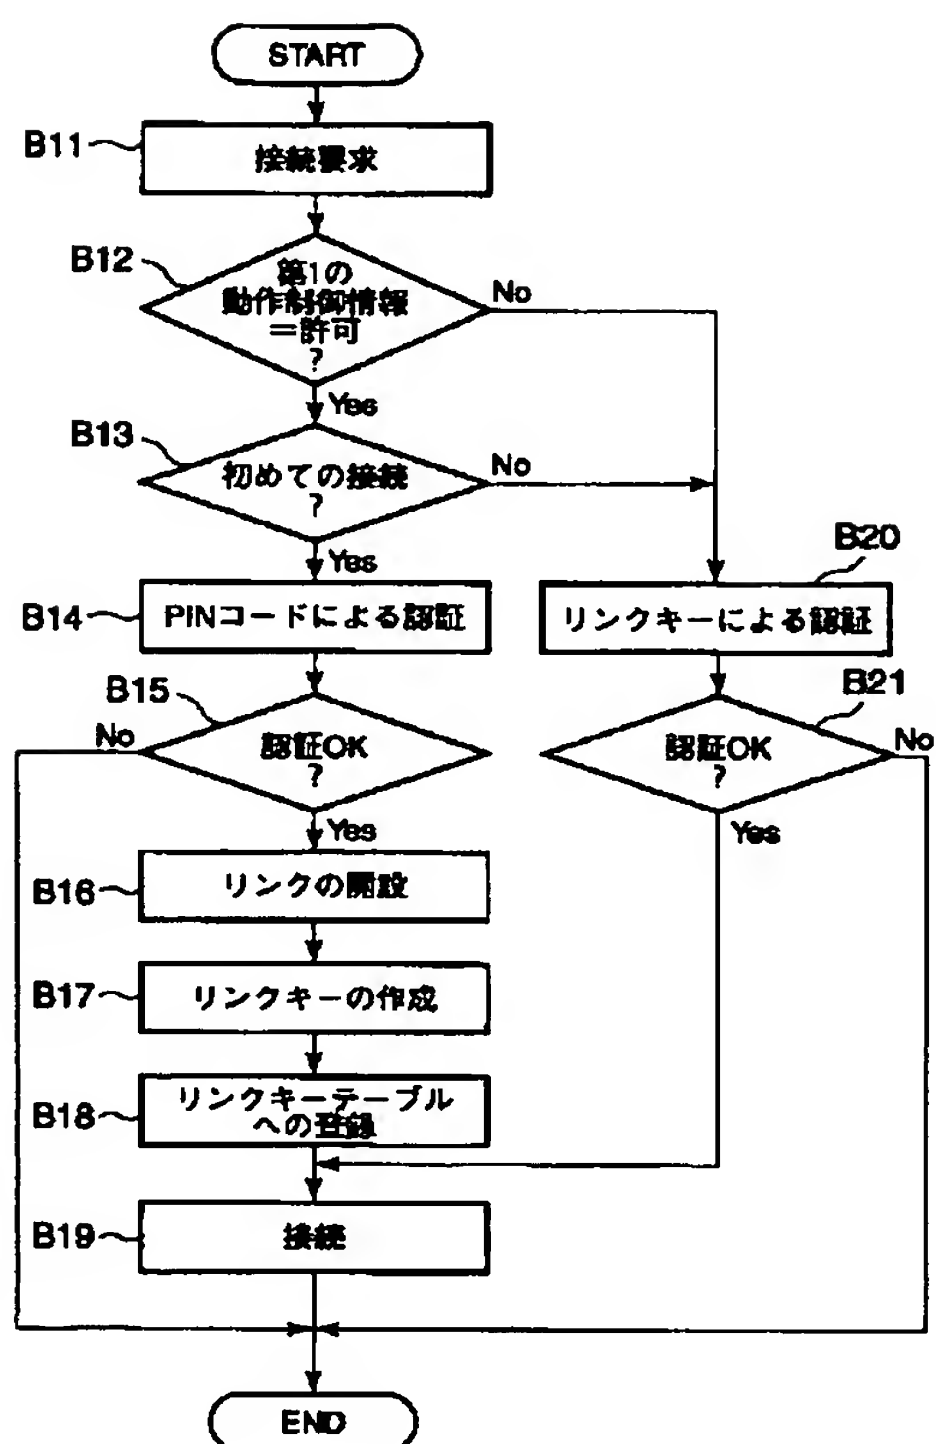 START
B11
接続要求
B12
第1の
動作制御情報
＝許可
?
No
Yes
B13
初めての接続
?
No
Yes
B14
PINコードによる認証
B20
リンクキーによる認証
B15
認証OK
?
No
Yes
B21
認証OK
?
No
Yes
B16
リンクの開設
B17
リンクキーの作成
B18
リンクキーテーブル
への登録
B19
接続
END